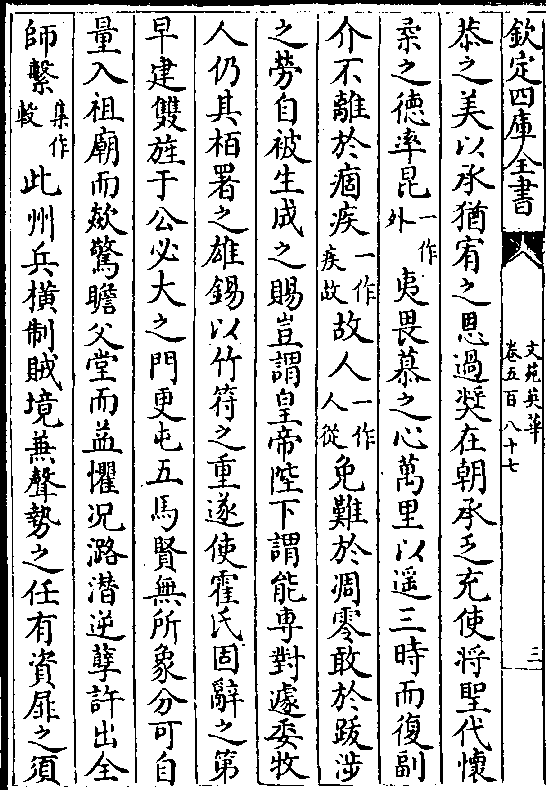 欽定四庫全書
文苑英華
卷五百八十七
三
恭之美以承猶宥之恩過奨在朝承乏充使将聖代懷
柔之徳率昆一作外夷畏慕之心萬里以遥三時而復副
介不離於痼疾一作疾故故人一作人從免難於凋零敢於跋涉
之勞自被生成之賜豈謂皇帝陛下謂能専對遽委牧
人仍其栢署之雄錫以竹符之重遂使霍氏固辭之第
早建雙旌于公必大之門更屯五馬賢無所象分可自
量入祖廟而歘驚瞻父堂而益懼况潞潜逆孽許出全
師繫集作較此州兵横制賊境兼聲勢之任有資屝之須